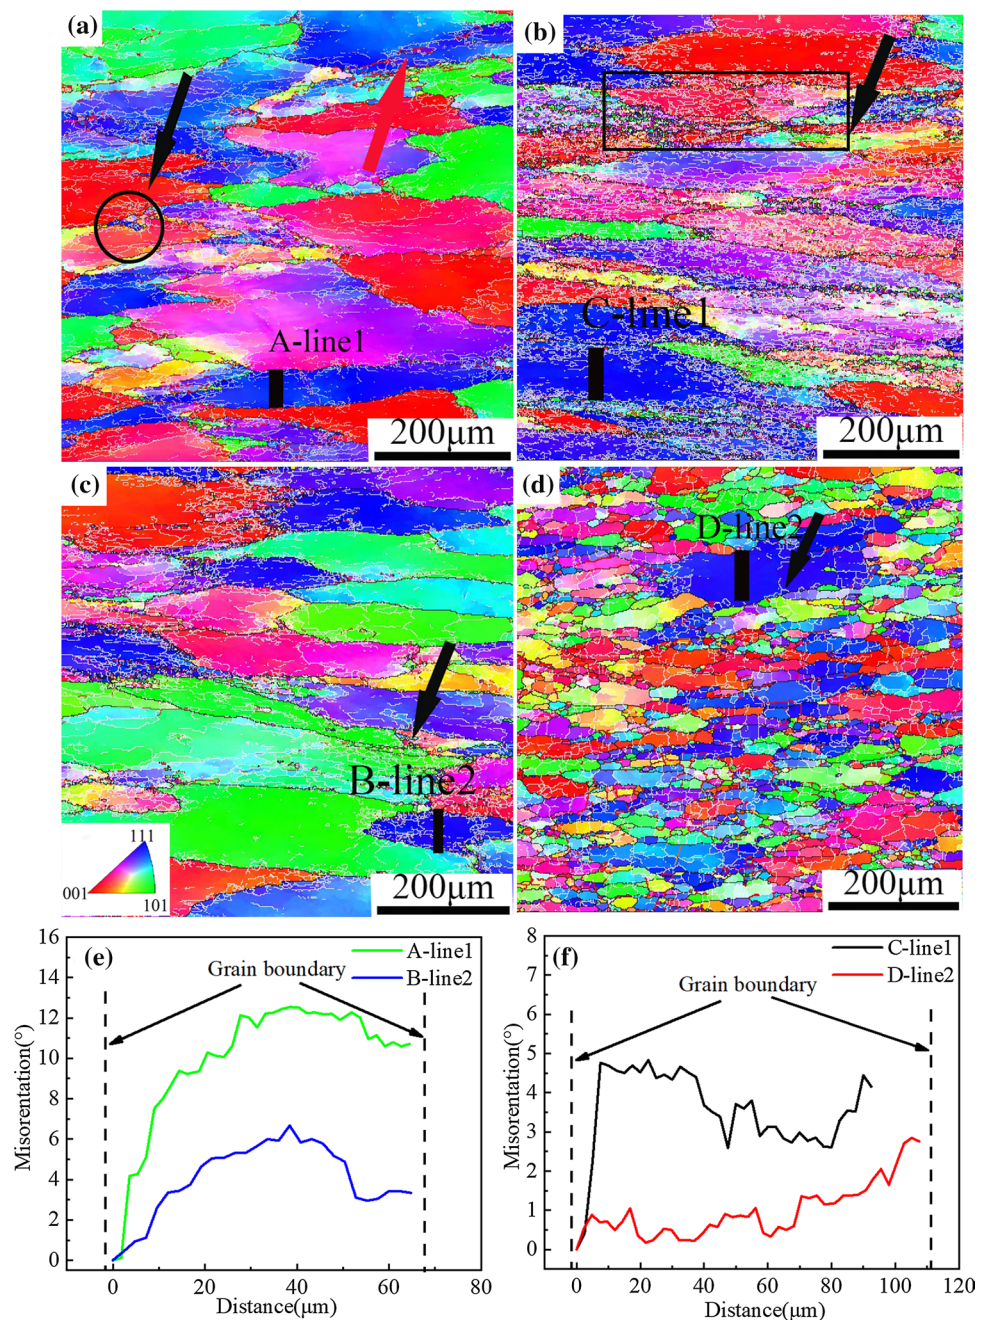 (a)
A-line1
200μm
(b)
C-line1
200μm
(c)
B-line2
111
001
101
200μm
(d)
D-line2
200μm
(e)
A-line1
B-line2
Grain boundary
Misorentation(°)
16
14
12
10
8
6
4
2
0
0 20 40 60 80
Distance(μm)
(f)
C-line1
D-line2
Grain boundary
Misorentation(°)
8
7
6
5
4
3
2
1
0
0 20 40 60 80 100 120
Distance(μm)